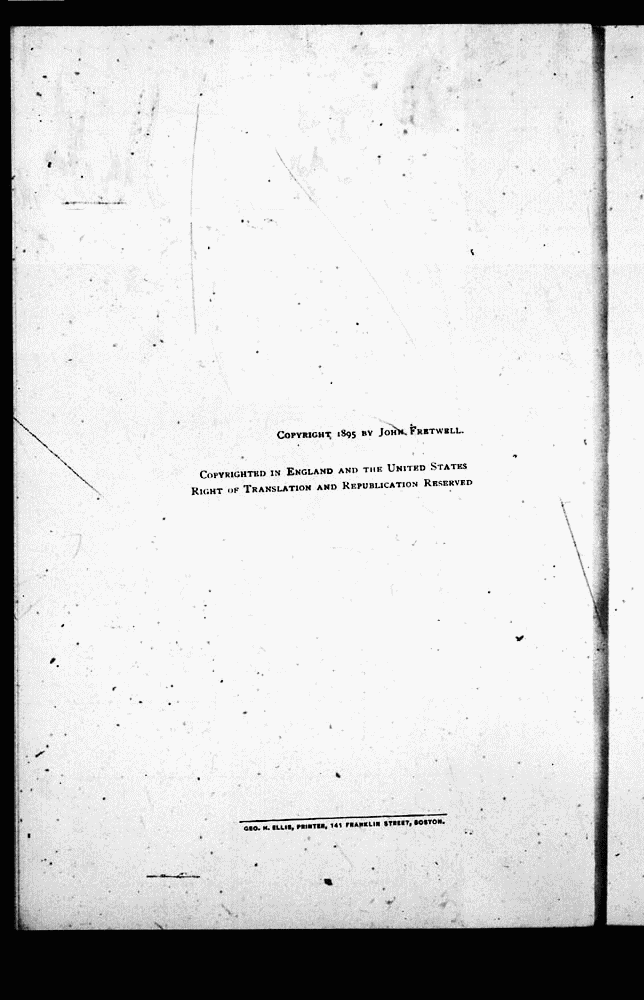 COPYRIGHT, 1895 BY JOHN FRETWELL.
COPYRIGHTED IN ENGLAND AND THE UNITED STATES
RIGHT OF TRANSLATION AND REPUBLICATION RESERVED
GEO. H. ELLIS, PRINTER, 141 FRANKLIN STREET, BOSTON.